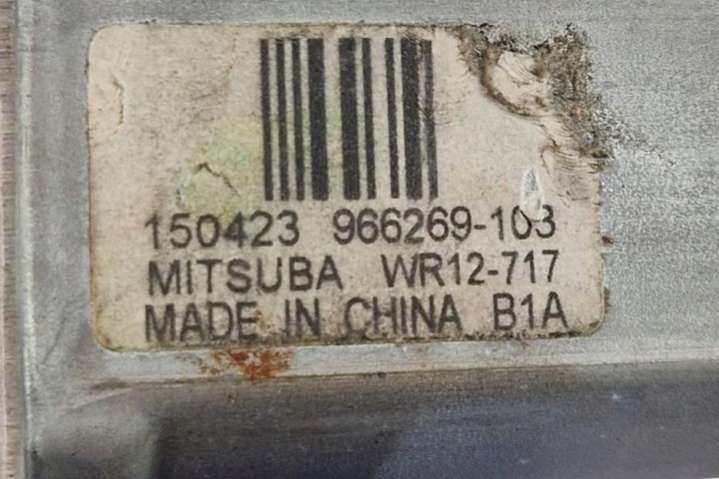 150423 966269-103
MITSUBA WR12-717
MADE IN CHINA B1A